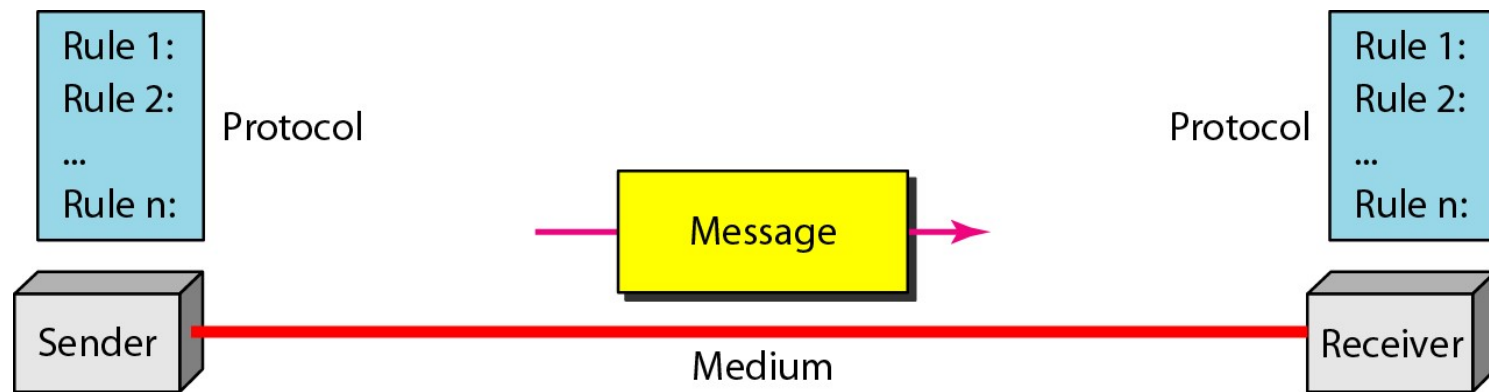 Rule 1:
Rule 2:
...
Rule n:
Protocol
Message
Protocol
Rule 1:
Rule 2:
...
Rule n:
Sender
Medium
Receiver